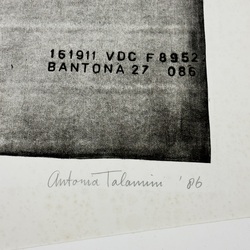 161911 VDC F8952
BANTONA 27 086
Antonia Talamini '86